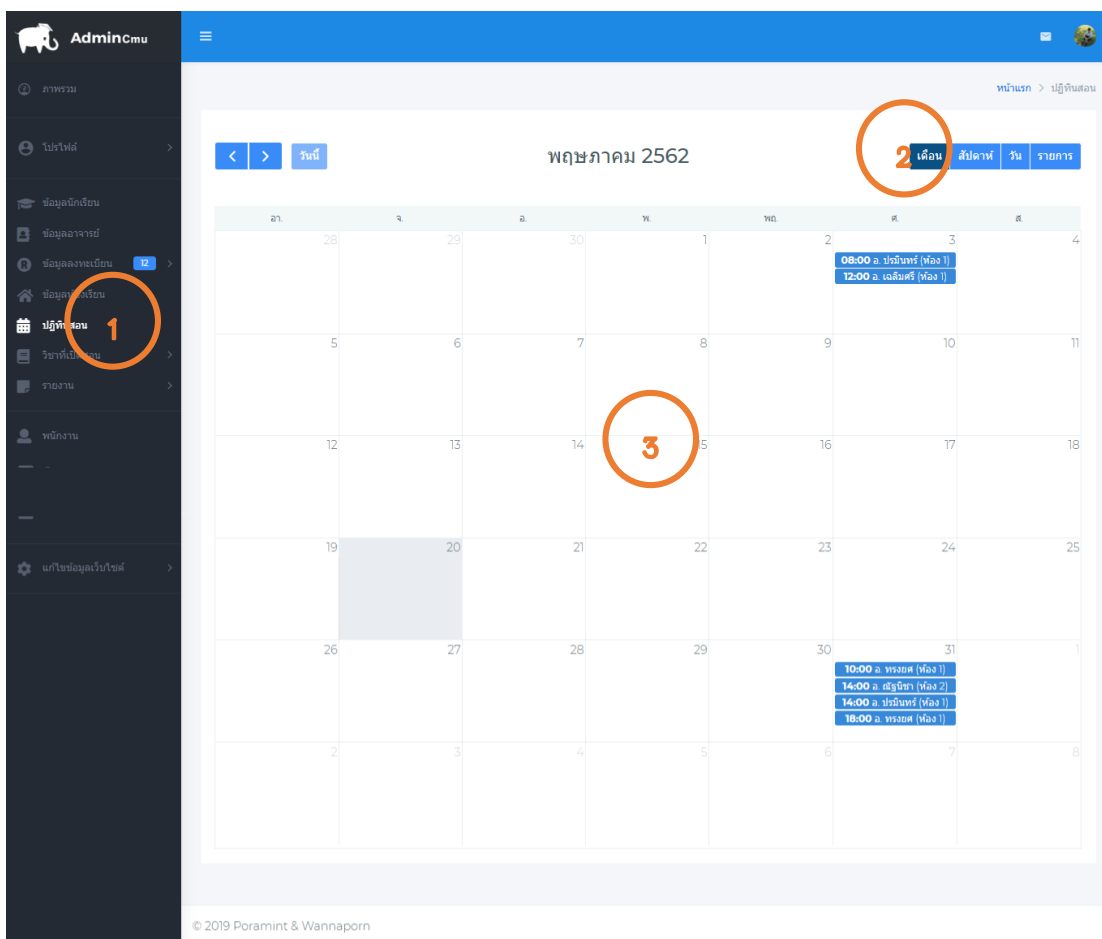 AdminCmu
ภาพรวม
หน้าแรก > ปฏิทินสอน
โปรไฟล์
วันนี้
พฤษภาคม 2562
2
เดือน สัปดาห์ วัน รายการ
ข้อมูลนักเรียน
ข้อมูลอาจารย์
ข้อมูลลงทะเบียน 12
ปฏิทินสอน
1
รายงาน
พนักงาน
แก้ไขข้อมูลเว็บไซต์
อา. จ. อ. พ. พฤ. ศ. ส.
28 29 30 1 2 3 4
08:00 อ. ปรมินทร์ (ห้อง 1)
12:00 อ. เฉลิมศรี (ห้อง 1)
5 6 7 8 9 10 11
12 13 14 15 16 17 18
3
19 20 21 22 23 24 25
26 27 28 29 30 31 1
10:00 อ. ทรงยศ (ห้อง 1)
14:00 อ. ณัฐนิชา (ห้อง 2)
14:00 อ. ปรมินทร์ (ห้อง 1)
18:00 อ. ทรงยศ (ห้อง 1)
2 3 4 5 6 7 8
© 2019 Poramint & Wannaporn